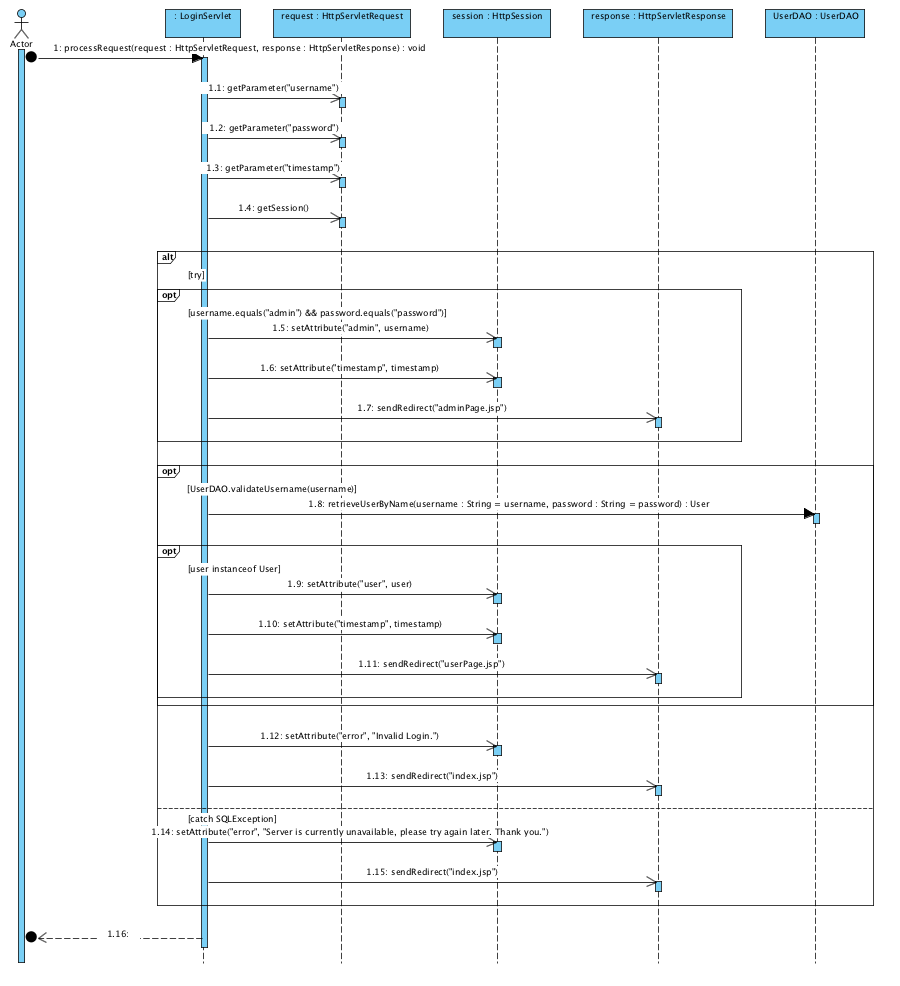 : LoginServlet
request : HttpServletRequest
session : HttpSession
response : HttpServletResponse
UserDAO : UserDAO
Actor
1: processRequest(request : HttpServletRequest, response : HttpServletResponse) : void
1.1: getParameter("username")
1.2: getParameter("password")
1.3: getParameter("timestamp")
1.4: getSession()
alt
[try]
opt
[username.equals("admin") && password.equals("password")]
1.5: setAttribute("admin", username)
1.6: setAttribute("timestamp", timestamp)
1.7: sendRedirect("adminPage.jsp")
opt
[UserDAO.validateUsername(username)]
1.8: retrieveUserByName(username : String = username, password : String = password) : User
opt
[user instanceof User]
1.9: setAttribute("user", user)
1.10: setAttribute("timestamp", timestamp)
1.11: sendRedirect("userPage.jsp")
1.12: setAttribute("error", "Invalid Login.")
1.13: sendRedirect("index.jsp")
[catch SQLException]
1.14: setAttribute("error", "Server is currently unavailable, please try again later. Thank you.")
1.15: sendRedirect("index.jsp")
1.16: